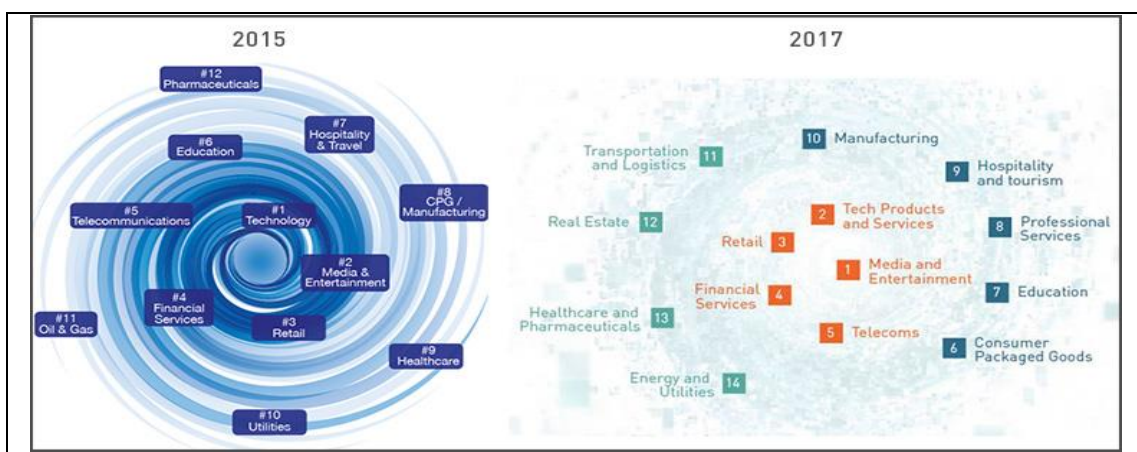 2015
#12
Pharmaceuticals
#7
Hospitality
& Travel
#6
Education
#8
CPG /
Manufacturing
#5
Telecommunications
#1
Technology
#2
Media &
Entertainment
#4
Financial
Services
#3
Retail
#11
Oil & Gas
#9
Healthcare
#10
Utilities
2017
10 Manufacturing
Transportation
and Logistics 11
9 Hospitality
and tourism
2 Tech Products
and Services
Real Estate 12
8 Professional
Services
Retail 3
1 Media and
Entertainment
Financial
Services 4
7 Education
Healthcare and
Pharmaceuticals 13
5 Telecoms
6 Consumer
Packaged Goods
Energy and
Utilities 14